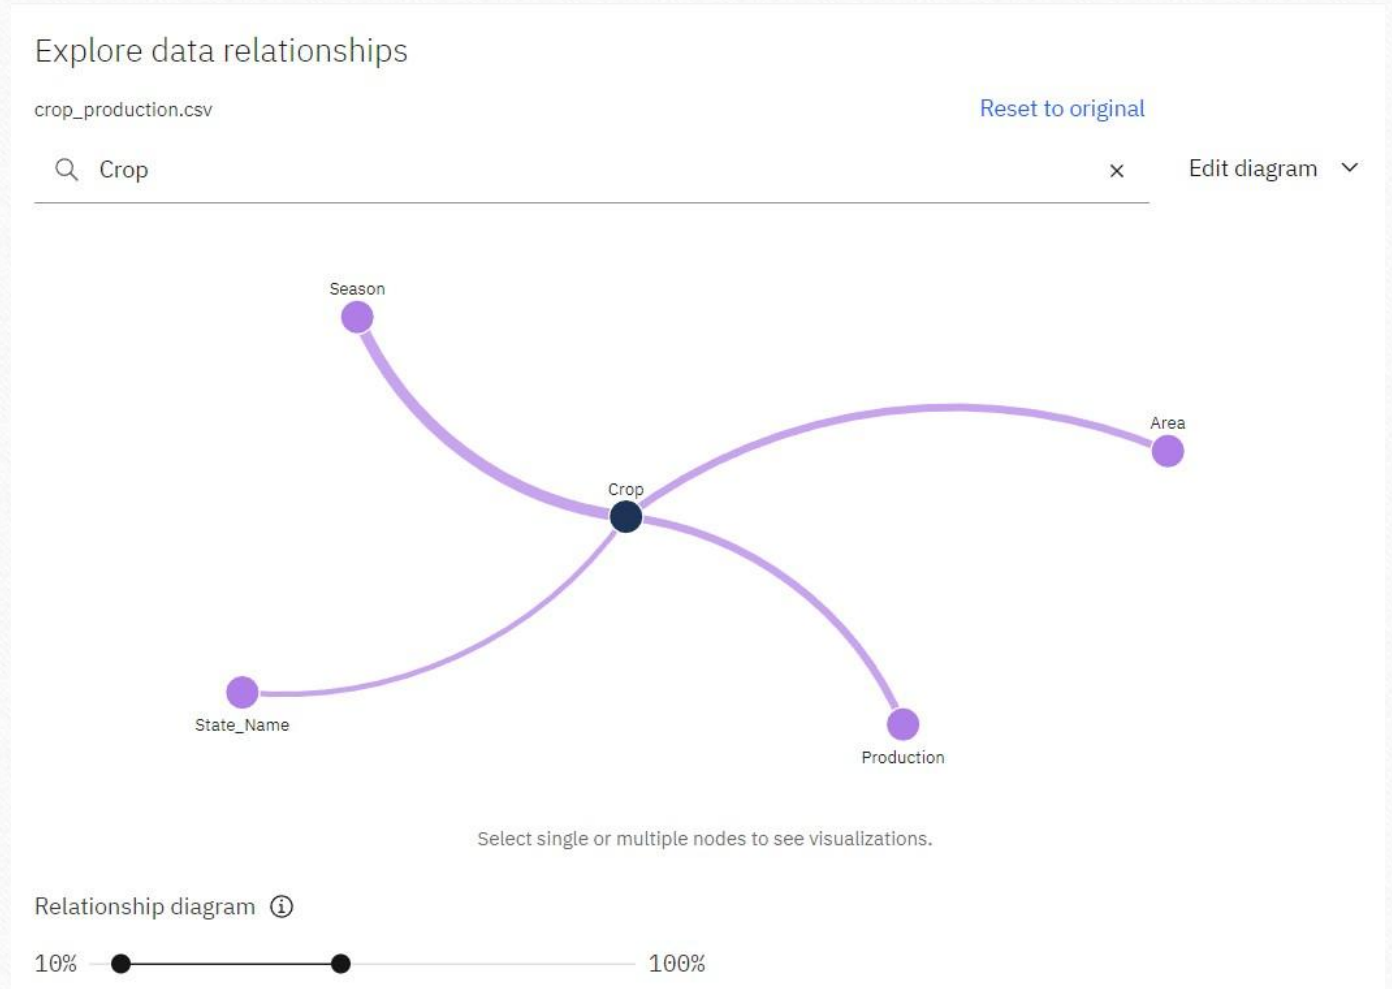 Explore data relationships
crop_production.csv
Reset to original
Crop
×
Edit diagram
Season
Area
Crop
State_Name
Production
Select single or multiple nodes to see visualizations.
Relationship diagram
10%
100%